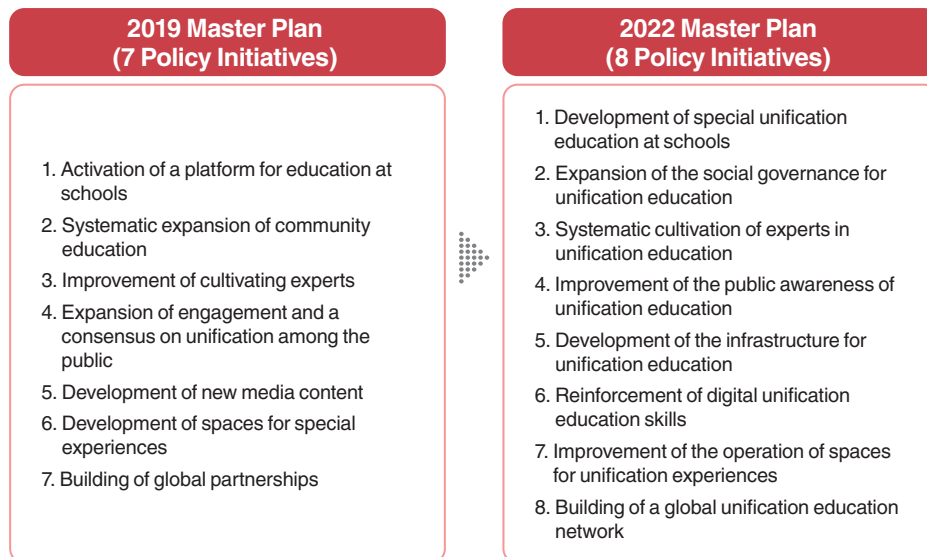 2019 Master Plan
(7 Policy Initiatives)
1. Activation of a platform for education at
schools
2. Systematic expansion of community
education
3. Improvement of cultivating experts
4. Expansion of engagement and a
consensus on unification among the
public
5. Development of new media content
6. Development of spaces for special
experiences
7. Building of global partnerships
2022 Master Plan
(8 Policy Initiatives)
1. Development of special unification
education at schools
2. Expansion of the social governance for
unification education
3. Systematic cultivation of experts in
unification education
4. Improvement of the public awareness of
unification education
5. Development of the infrastructure for
unification education
6. Reinforcement of digital unification
education skills
7. Improvement of the operation of spaces
for unification experiences
8. Building of a global unification education
network